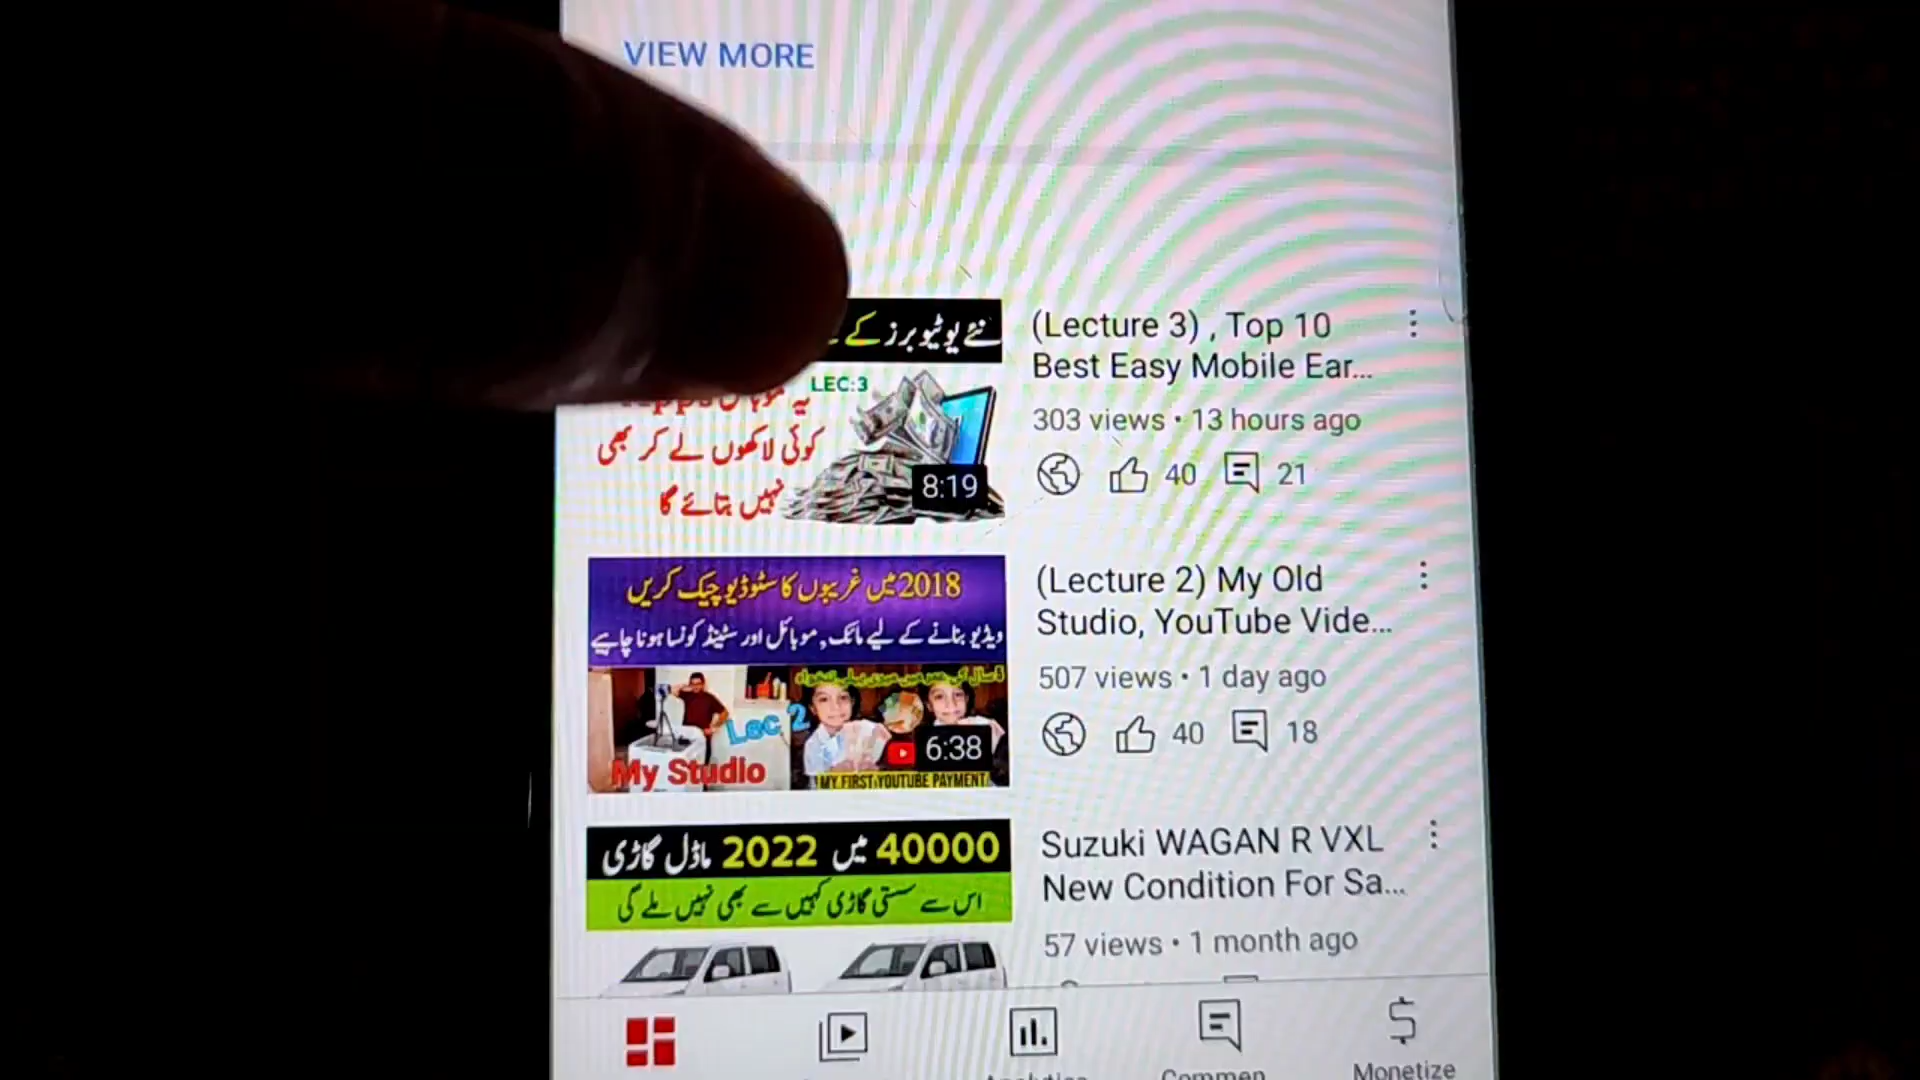 VIEW MORE
نئے یوٹیوبرز کے
LEC:3
یہ موبائل
کوئی لاکھوں لے کر بھی
نہیں بتائے گا
8:19
(Lecture 3) , Top 10
Best Easy Mobile Ear...
303 views • 13 hours ago
40
21
2018 میں غریبوں کا سٹوڈیو چیک کریں
ویڈیو بنانے کے لیے مائک, موبائل اور سٹینڈ کونسا ہونا چاہیے
Lec 2
My Studio
6:38
MY FIRST YOUTUBE PAYMENT
(Lecture 2) My Old
Studio, YouTube Vide...
507 views • 1 day ago
40
18
40000 میں 2022 ماڈل گاڑی
اس سے سستی گاڑی کہیں سے بھی نہیں ملے گی
Suzuki WAGAN R VXL
New Condition For Sa...
57 views • 1 month ago
Analytics
Commen
Monetize